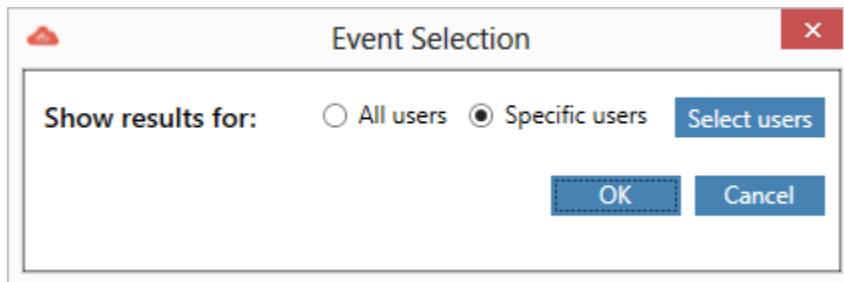 Event Selection
Show results for: All users Specific users Select users
OK Cancel